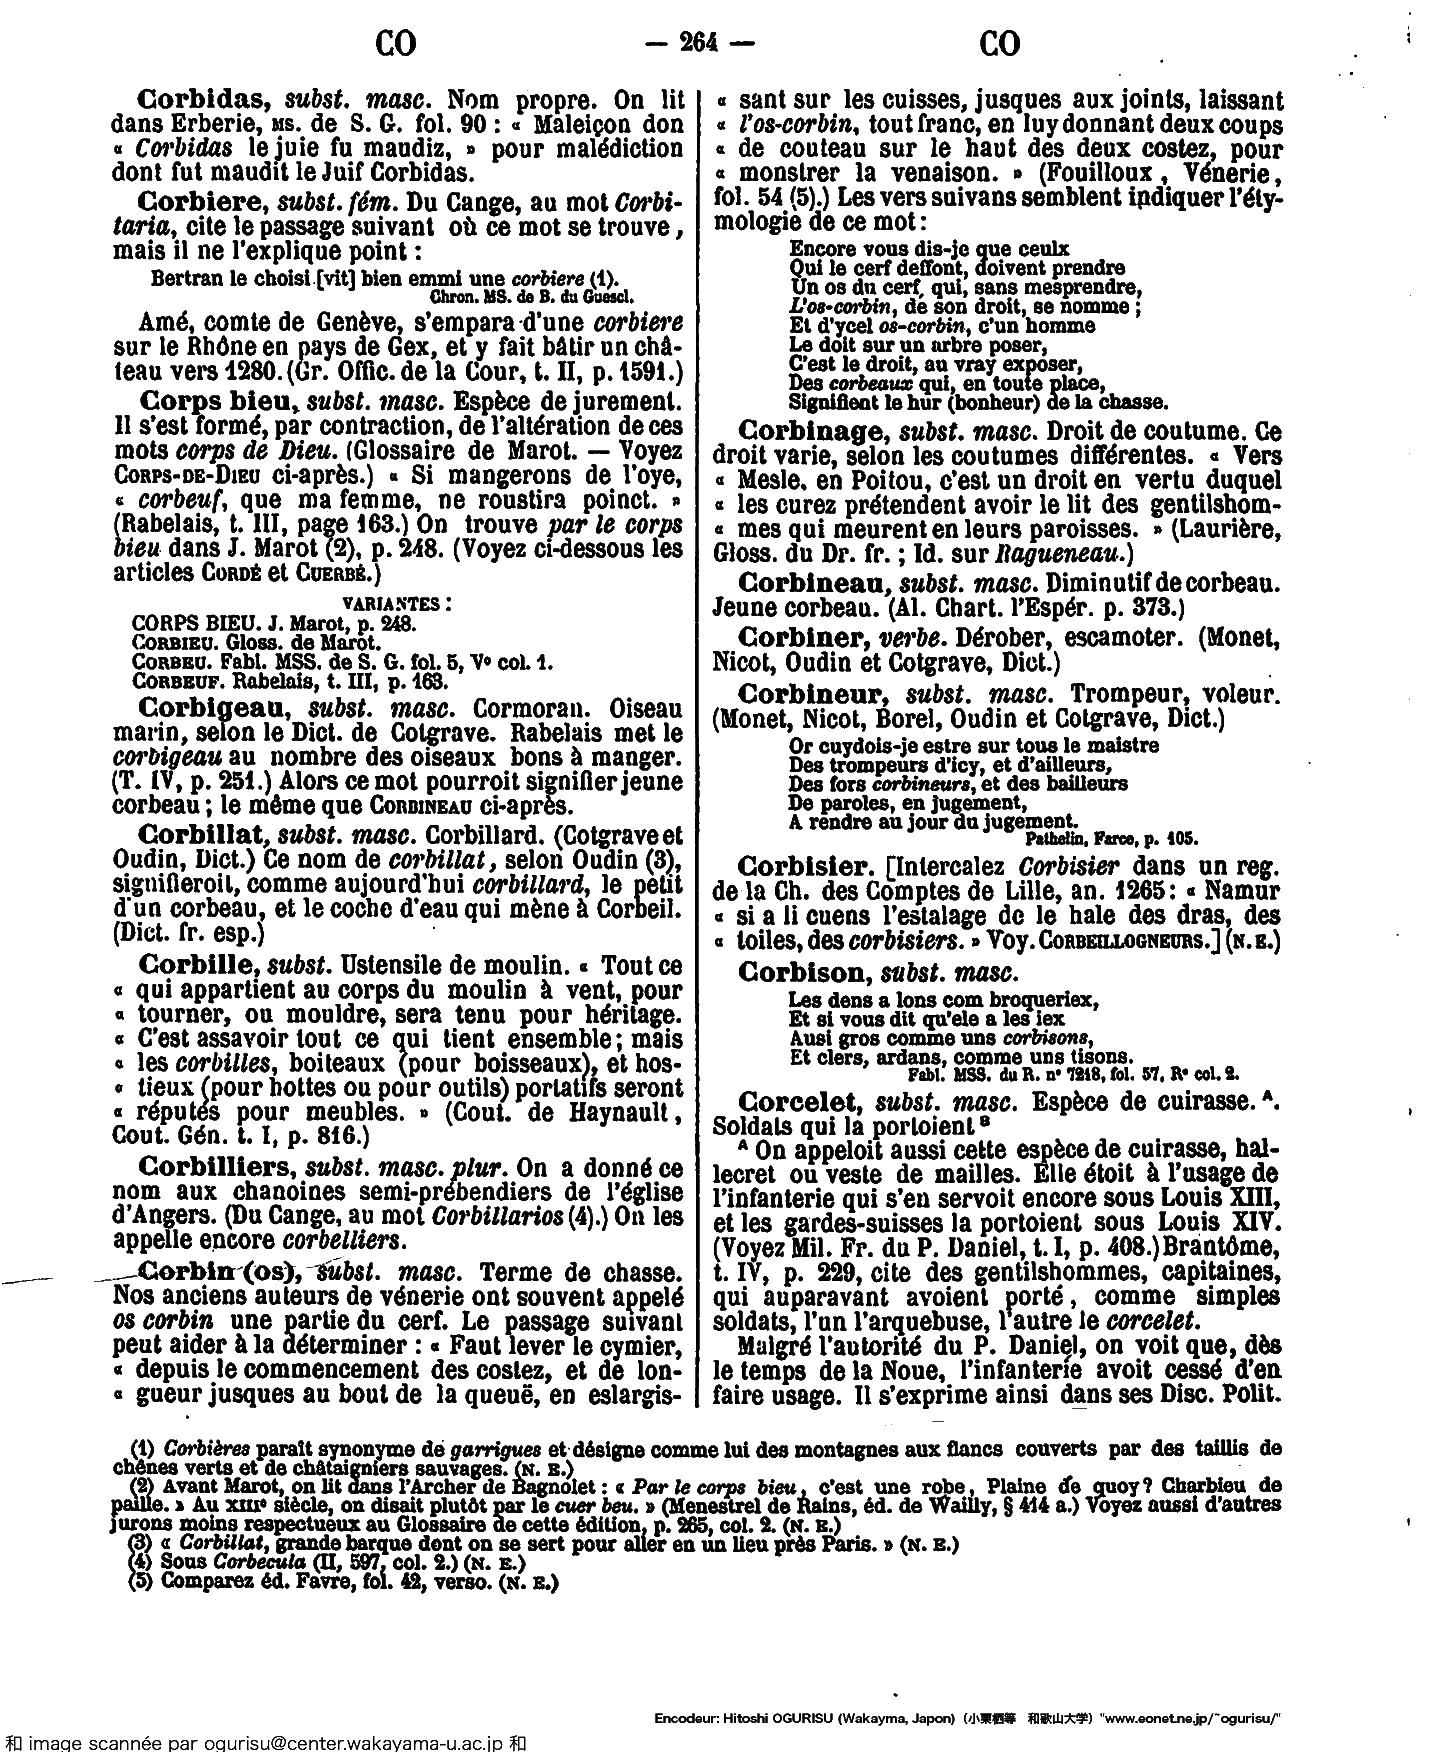 CO — 264 — CO
Corbidas, subst. masc. Nom propre. On lit
dans Erberie, MS. de S. G. fol. 90 : « Maleiçon don
« Corbidas le juie fu maudiz, » pour malédiction
dont fut maudit le Juif Corbidas.
Corbiere, subst. fém. Du Cange, au mot Corbi-
taria, cite le passage suivant où ce mot se trouve,
mais il ne l'explique point :
Bertran le choisi [vit] bien emmi une corbiere (1).
Chron. MS. de B. du Guescl.
Amé, comte de Genève, s'empara d'une corbiere
sur le Rhône en pays de Gex, et y fait bâtir un châ-
teau vers 1280. (Gr. Offic. de la Cour, t. II, p. 1591.)
Corps bieu, subst. masc. Espèce de jurement.
Il s'est formé, par contraction, de l'altération de ces
mots corps de Dieu. (Glossaire de Marot. — Voyez
CORPS-DE-DIEU ci-après.) « Si mangerons de l'oye,
« corbeuf, que ma femme, ne roustira poinct. »
(Rabelais, t. III, page 163.) On trouve par le corps
bieu dans J. Marot (2), p. 248. (Voyez ci-dessous les
articles CORDÉ et CUERBÉ.)
VARIANTES :
CORPS BIEU. J. Marot, p. 248.
CORBIEU. Gloss. de Marot.
CORBEU. Fabl. MSS. de S. G. fol. 5, Vº col. 1.
CORBEUF. Rabelais, t. III, p. 163.
Corbigeau, subst. masc. Cormoran. Oiseau
marin, selon le Dict. de Cotgrave. Rabelais met le
corbigeau au nombre des oiseaux bons à manger.
(T. IV, p. 251.) Alors ce mot pourroit signifier jeune
corbeau ; le même que CORBINEAU ci-après.
Corbillat, subst. masc. Corbillard. (Cotgrave et
Oudin, Dict.) Ce nom de corbillat, selon Oudin (3),
signifieroit, comme aujourd'hui corbillard, le petit
d'un corbeau, et le coche d'eau qui mène à Corbeil.
(Dict. fr. esp.)
Corbille, subst. Ustensile de moulin. « Tout ce
« qui appartient au corps du moulin à vent, pour
« tourner, ou mouldre, sera tenu pour héritage.
« C'est assavoir tout ce qui tient ensemble ; mais
« les corbilles, boiteaux (pour boisseaux), et hos-
« tieux (pour hottes ou pour outils) portatifs seront
« réputés pour meubles. » (Cout. de Haynault,
Cout. Gén. t. I, p. 816.)
Corbilliers, subst. masc. plur. On a donné ce
nom aux chanoines semi-prébendiers de l'église
d'Angers. (Du Cange, au mot Corbillarios (4).) On les
appelle encore corbelliers.
Corbin (os), subst. masc. Terme de chasse.
Nos anciens auteurs de vénerie ont souvent appelé
os corbin une partie du cerf. Le passage suivant
peut aider à la déterminer : « Faut lever le cymier,
« depuis le commencement des costez, et de lon-
« gueur jusques au bout de la queuë, en eslargis-
« sant sur les cuisses, jusques aux joints, laissant
« l'os-corbin, tout franc, en luy donnant deux coups
« de couteau sur le haut des deux costez, pour
« monstrer la venaison. » (Fouilloux, Vénerie,
fol. 54 (5).) Les vers suivans semblent indiquer l'éty-
mologie de ce mot :
Encore vous dis-je que ceulx
Qui le cerf deffont, doivent prendre
Un os du cerf, qui, sans mesprendre,
L'os-corbin, de son droit, se nomme ;
Et d'ycel os-corbin, c'un homme
Le doit sur un arbre poser,
C'est le droit, au vray exposer,
Des corbeaux qui, en toute place,
Signifient le hur (bonheur) de la chasse.
Corbinage, subst. masc. Droit de coutume. Ce
droit varie, selon les coutumes différentes. « Vers
« Mesle, en Poitou, c'est un droit en vertu duquel
« les curez prétendent avoir le lit des gentilshom-
« mes qui meurent en leurs paroisses. » (Laurière,
Gloss. du Dr. fr. ; Id. sur Ragueneau.)
Corbineau, subst. masc. Diminutif de corbeau.
Jeune corbeau. (Al. Chart. l'Espér. p. 373.)
Corbiner, verbe. Dérober, escamoter. (Monet,
Nicot, Oudin et Cotgrave, Dict.)
Corbineur, subst. masc. Trompeur, voleur.
(Monet, Nicot, Borel, Oudin et Cotgrave, Dict.)
Or cuydois-je estre sur tous le maistre
Des trompeurs d'icy, et d'ailleurs,
Des fors corbineurs, et des bailleurs
De paroles, en jugement,
A rendre au jour du jugement.
Pathelin, Farce, p. 105.
Corbisier. [Intercalez Corbisier dans un reg.
de la Ch. des Comptes de Lille, an. 1265 : « Namur
« si a li cuens l'estalage de le hale des dras, des
« toiles, des corbisiers. » Voy. CORBEILLOGNEURS.] (N. E.)
Corbison, subst. masc.
Les dens a lons com broqueriex,
Et si vous dit qu'ele a les iex
Ausi gros comme uns corbisons,
Et clers, ardans, comme uns tisons.
Fabl. MSS. du R. nº 7218, fol. 57, Rº col. 2.
Corcelet, subst. masc. Espèce de cuirasse. A.
Soldats qui la portoient B
A On appeloit aussi cette espèce de cuirasse, hal-
lecret ou veste de mailles. Elle étoit à l'usage de
l'infanterie qui s'en servoit encore sous Louis XIII,
et les gardes-suisses la portoient sous Louis XIV.
(Voyez Mil. Fr. du P. Daniel, t. I, p. 408.) Brantôme,
t. IV, p. 229, cite des gentilshommes, capitaines,
qui auparavant avoient porté, comme simples
soldats, l'un l'arquebuse, l'autre le corcelet.
Malgré l'autorité du P. Daniel, on voit que, dès
le temps de la Noue, l'infanterie avoit cessé d'en
faire usage. Il s'exprime ainsi dans ses Disc. Polit.
(1) Corbières paraît synonyme de garrigues et désigne comme lui des montagnes aux flancs couverts par des taillis de
chênes verts et de châtaigniers sauvages. (N. E.)
(2) Avant Marot, on lit dans l'Archer de Bagnolet : « Par le corps bieu, c'est une robe, Plaine de quoy ? Charbieu de
paille. » Au XIIIe siècle, on disait plutôt par le cuer beu. » (Menestrel de Rains, éd. de Wailly, § 414 a.) Voyez aussi d'autres
jurons moins respectueux au Glossaire de cette édition, p. 265, col. 2. (N. E.)
(3) « Corbillat, grande barque dont on se sert pour aller en un lieu près Paris. » (N. E.)
(4) Sous Corbecula (II, 597, col. 2.) (N. E.)
(5) Comparez éd. Favre, fol. 42, verso. (N. E.)
Encodeur: Hitoshi OGURISU (Wakayma, Japon)（小栗栖等　和歌山大学）"www.eonet.ne.jp/~ogurisu/"
和 image scannée par ogurisu@center.wakayama-u.ac.jp 和